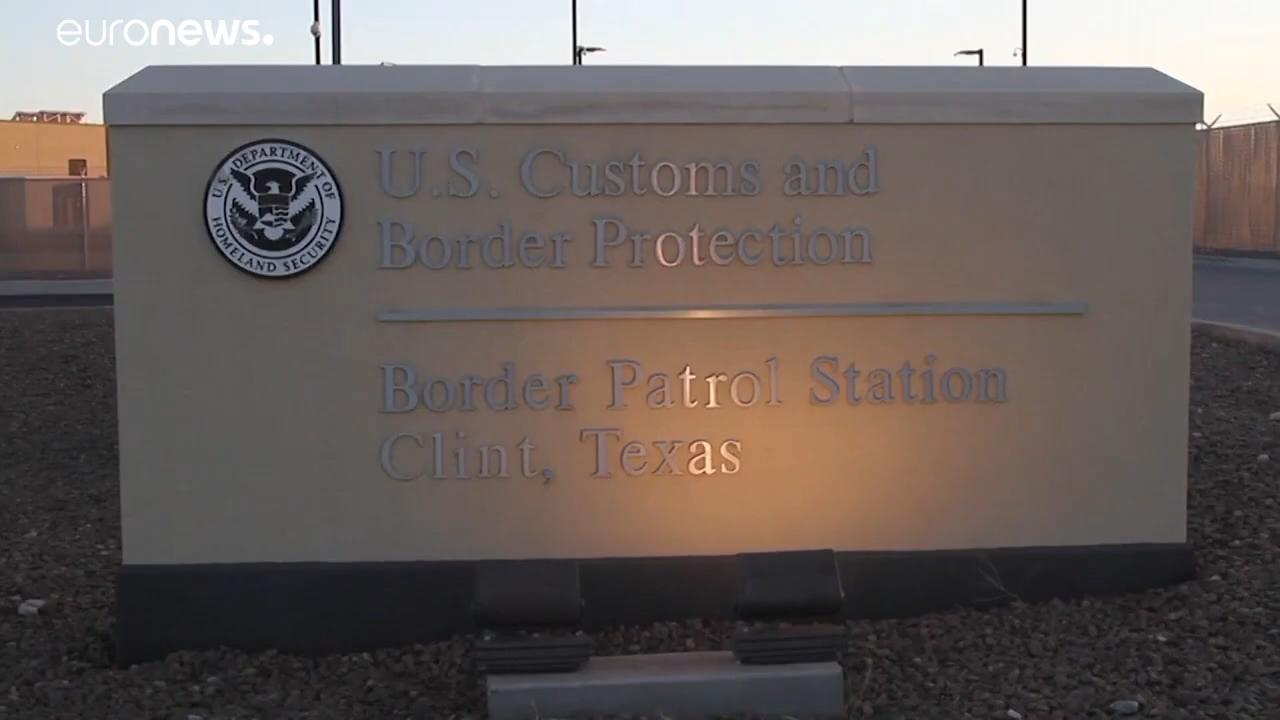 euronews.
U.S. DEPARTMENT OF
HOMELAND SECURITY
U.S. Customs and
Border Protection
Border Patrol Station
Clint, Texas